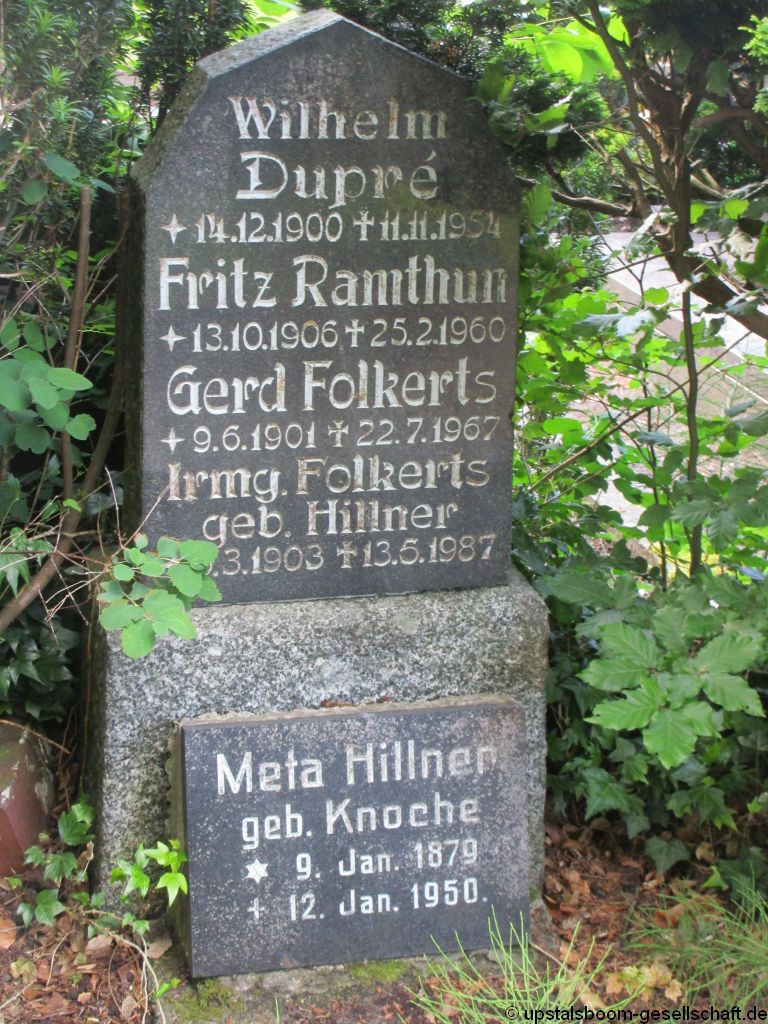 Wilhelm
Dupré
14.12.1900 ✝ 11.11.1954
Fritz Ramthun
13.10.1906 ✝ 25.2.1960
Gerd Folkerts
9.6.1901 ✝ 22.7.1967
Irmg. Folkerts
geb. Hillner
.3.1903 ✝ 13.5.1987
Meta Hillner
geb. Knoche
* 9. Jan. 1879
+ 12. Jan. 1950.
© upstalsboom-gesellschaft.de